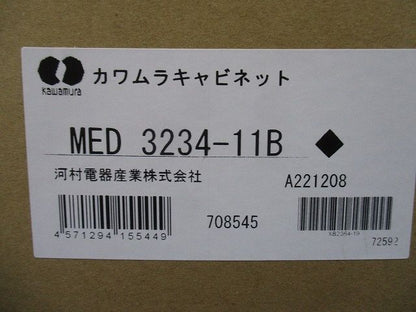 カワムラキャビネット
Kawamura
MED 3234-11B ◆
河村電器産業株式会社
A221208
4 571294 155449
708545
72592